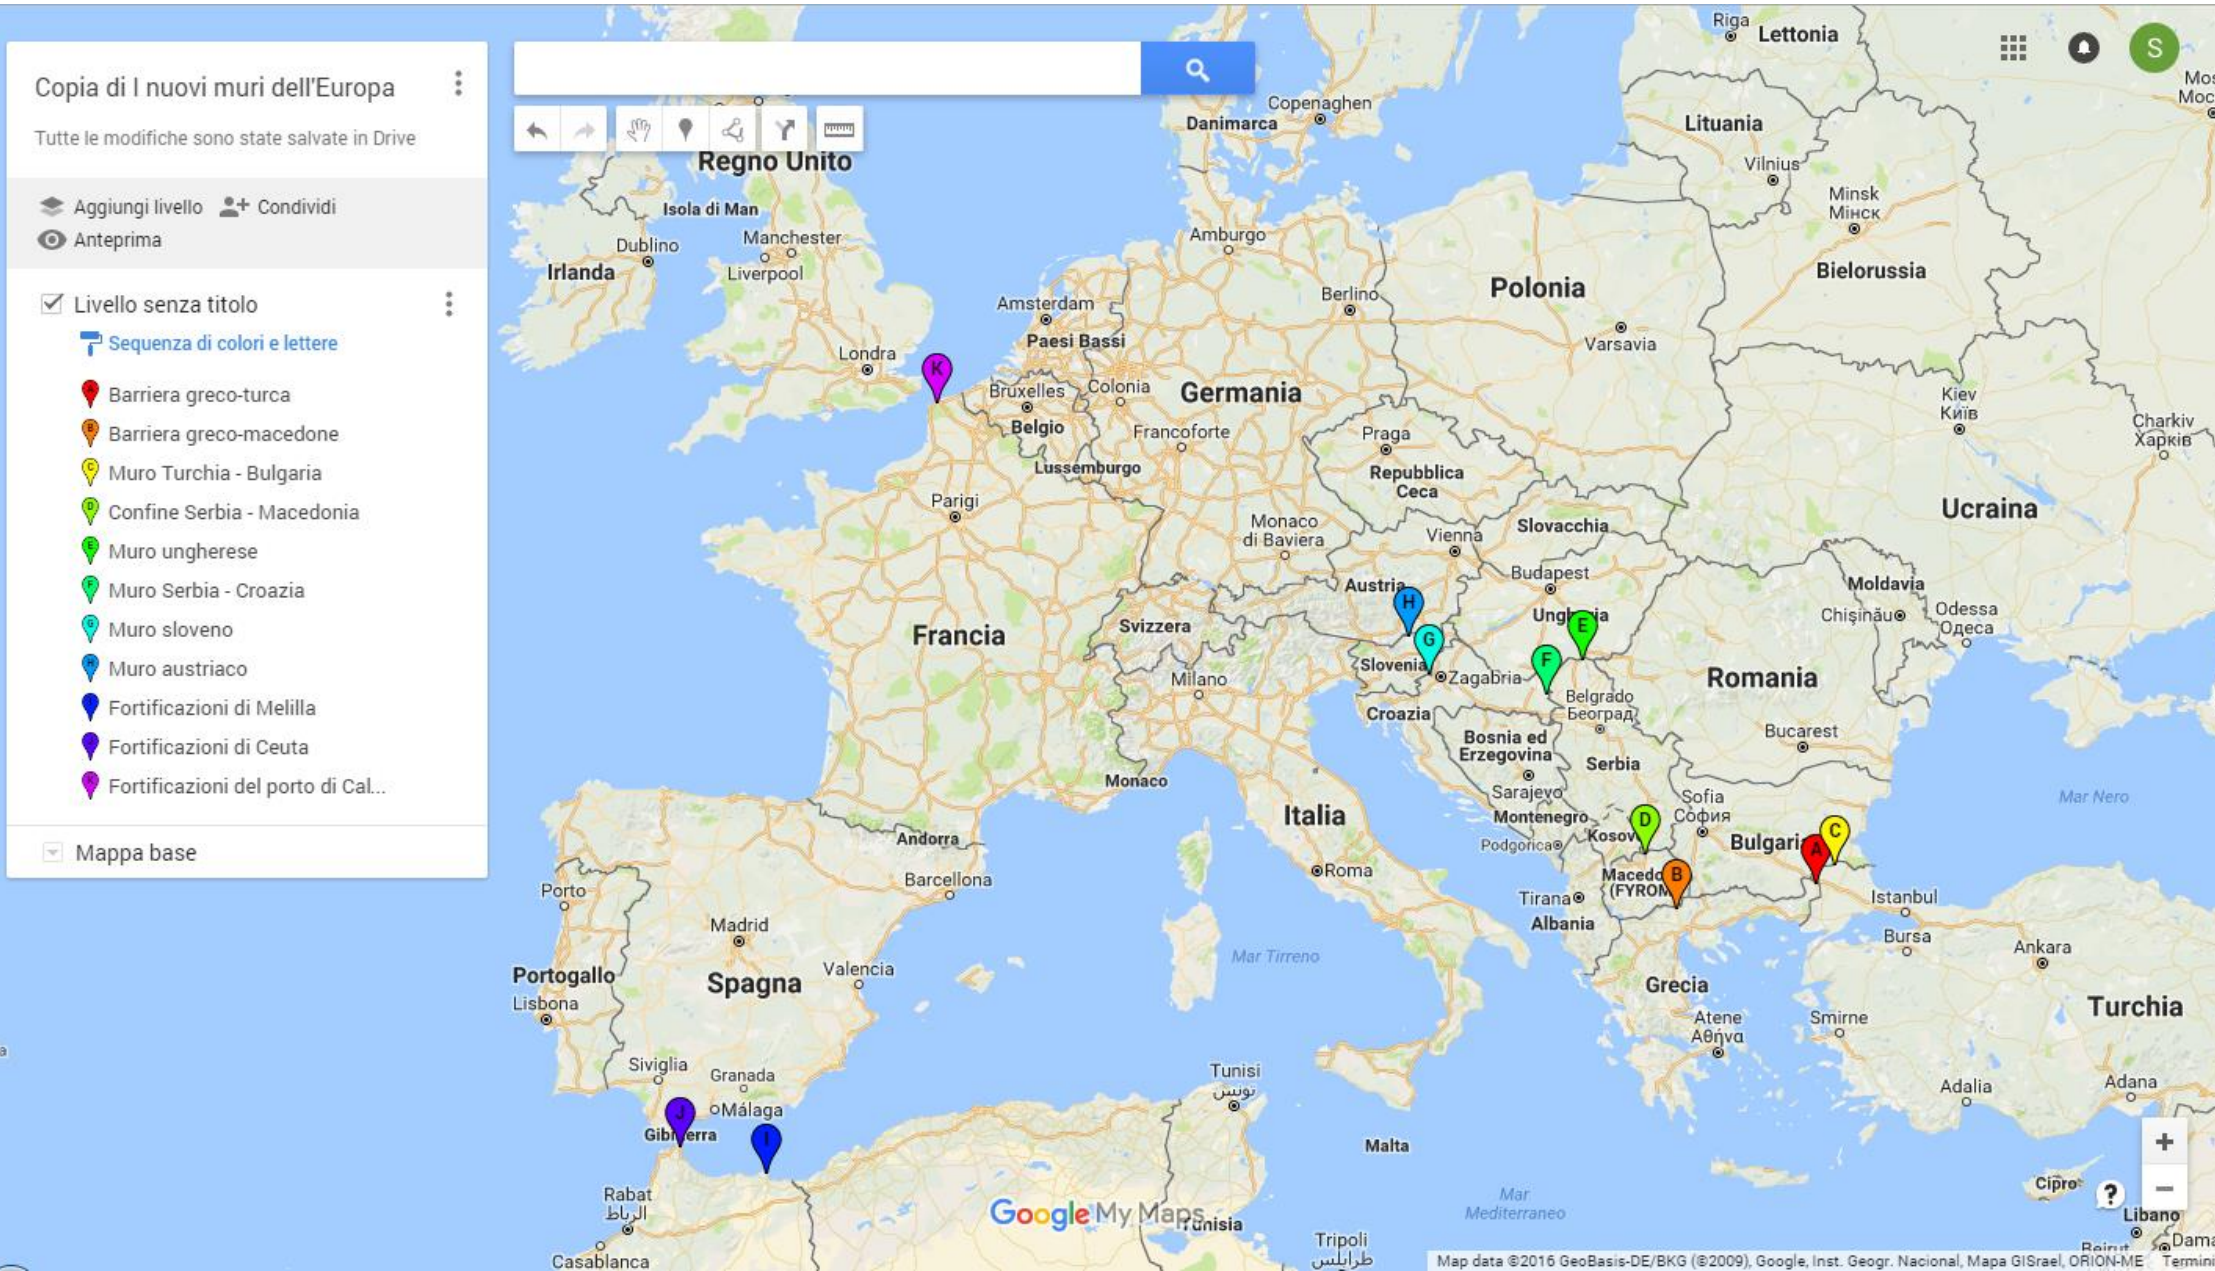 Copia di I nuovi muri dell'Europa
Tutte le modifiche sono state salvate in Drive
Aggiungi livello
Condividi
Anteprima
Livello senza titolo
Sequenza di colori e lettere
A Barriera greco-turca
B Barriera greco-macedone
C Muro Turchia - Bulgaria
D Confine Serbia - Macedonia
E Muro ungherese
F Muro Serbia - Croazia
G Muro sloveno
H Muro austriaco
I Fortificazioni di Melilla
J Fortificazioni di Ceuta
K Fortificazioni del porto di Cal...
Mappa base
S
Riga
Lettonia
Copenaghen
Danimarca
Lituania
Vilnius
Regno Unito
Isola di Man
Minsk
Мінск
Dublino
Manchester
Amburgo
Irlanda
Liverpool
Bielorussia
Polonia
Berlino
Amsterdam
Paesi Bassi
Varsavia
Londra
K
Bruxelles
Colonia
Germania
Kiev
Київ
Charkiv
Харків
Belgio
Francoforte
Praga
Lussemburgo
Repubblica
Ceca
Parigi
Ucraina
Monaco
di Baviera
Vienna
Slovacchia
Budapest
Austria
Moldavia
H
Chişinău
Odessa
Одеса
E
Francia
Svizzera
G
F
Slovenia
Zagabria
Milano
Romania
Belgrado
Београд
Croazia
Bucarest
Bosnia ed
Erzegovina
Serbia
Monaco
Sarajevo
Sofia
София
Mar Nero
Italia
Montenegro
D
Andorra
Podgorica
Bulgaria
A
C
Barcellona
Roma
B
Porto
Tirana
Istanbul
Madrid
Albania
Bursa
Ankara
Mar Tirreno
Portogallo
Valencia
Spagna
Grecia
Lisbona
Turchia
Atene
Αθήνα
Smirne
Siviglia
Granada
Tunisi
تونس
Adalia
Adana
J
Málaga
I
Malta
Rabat
الرباط
Cipro
?
Mar
Mediterraneo
Google My Maps
Tunisia
Libano
Tripoli
طرابلس
Casablanca
Map data ©2016 GeoBasis-DE/BKG (©2009), Google, Inst. Geogr. Nacional, Mapa GISrael, ORION-ME